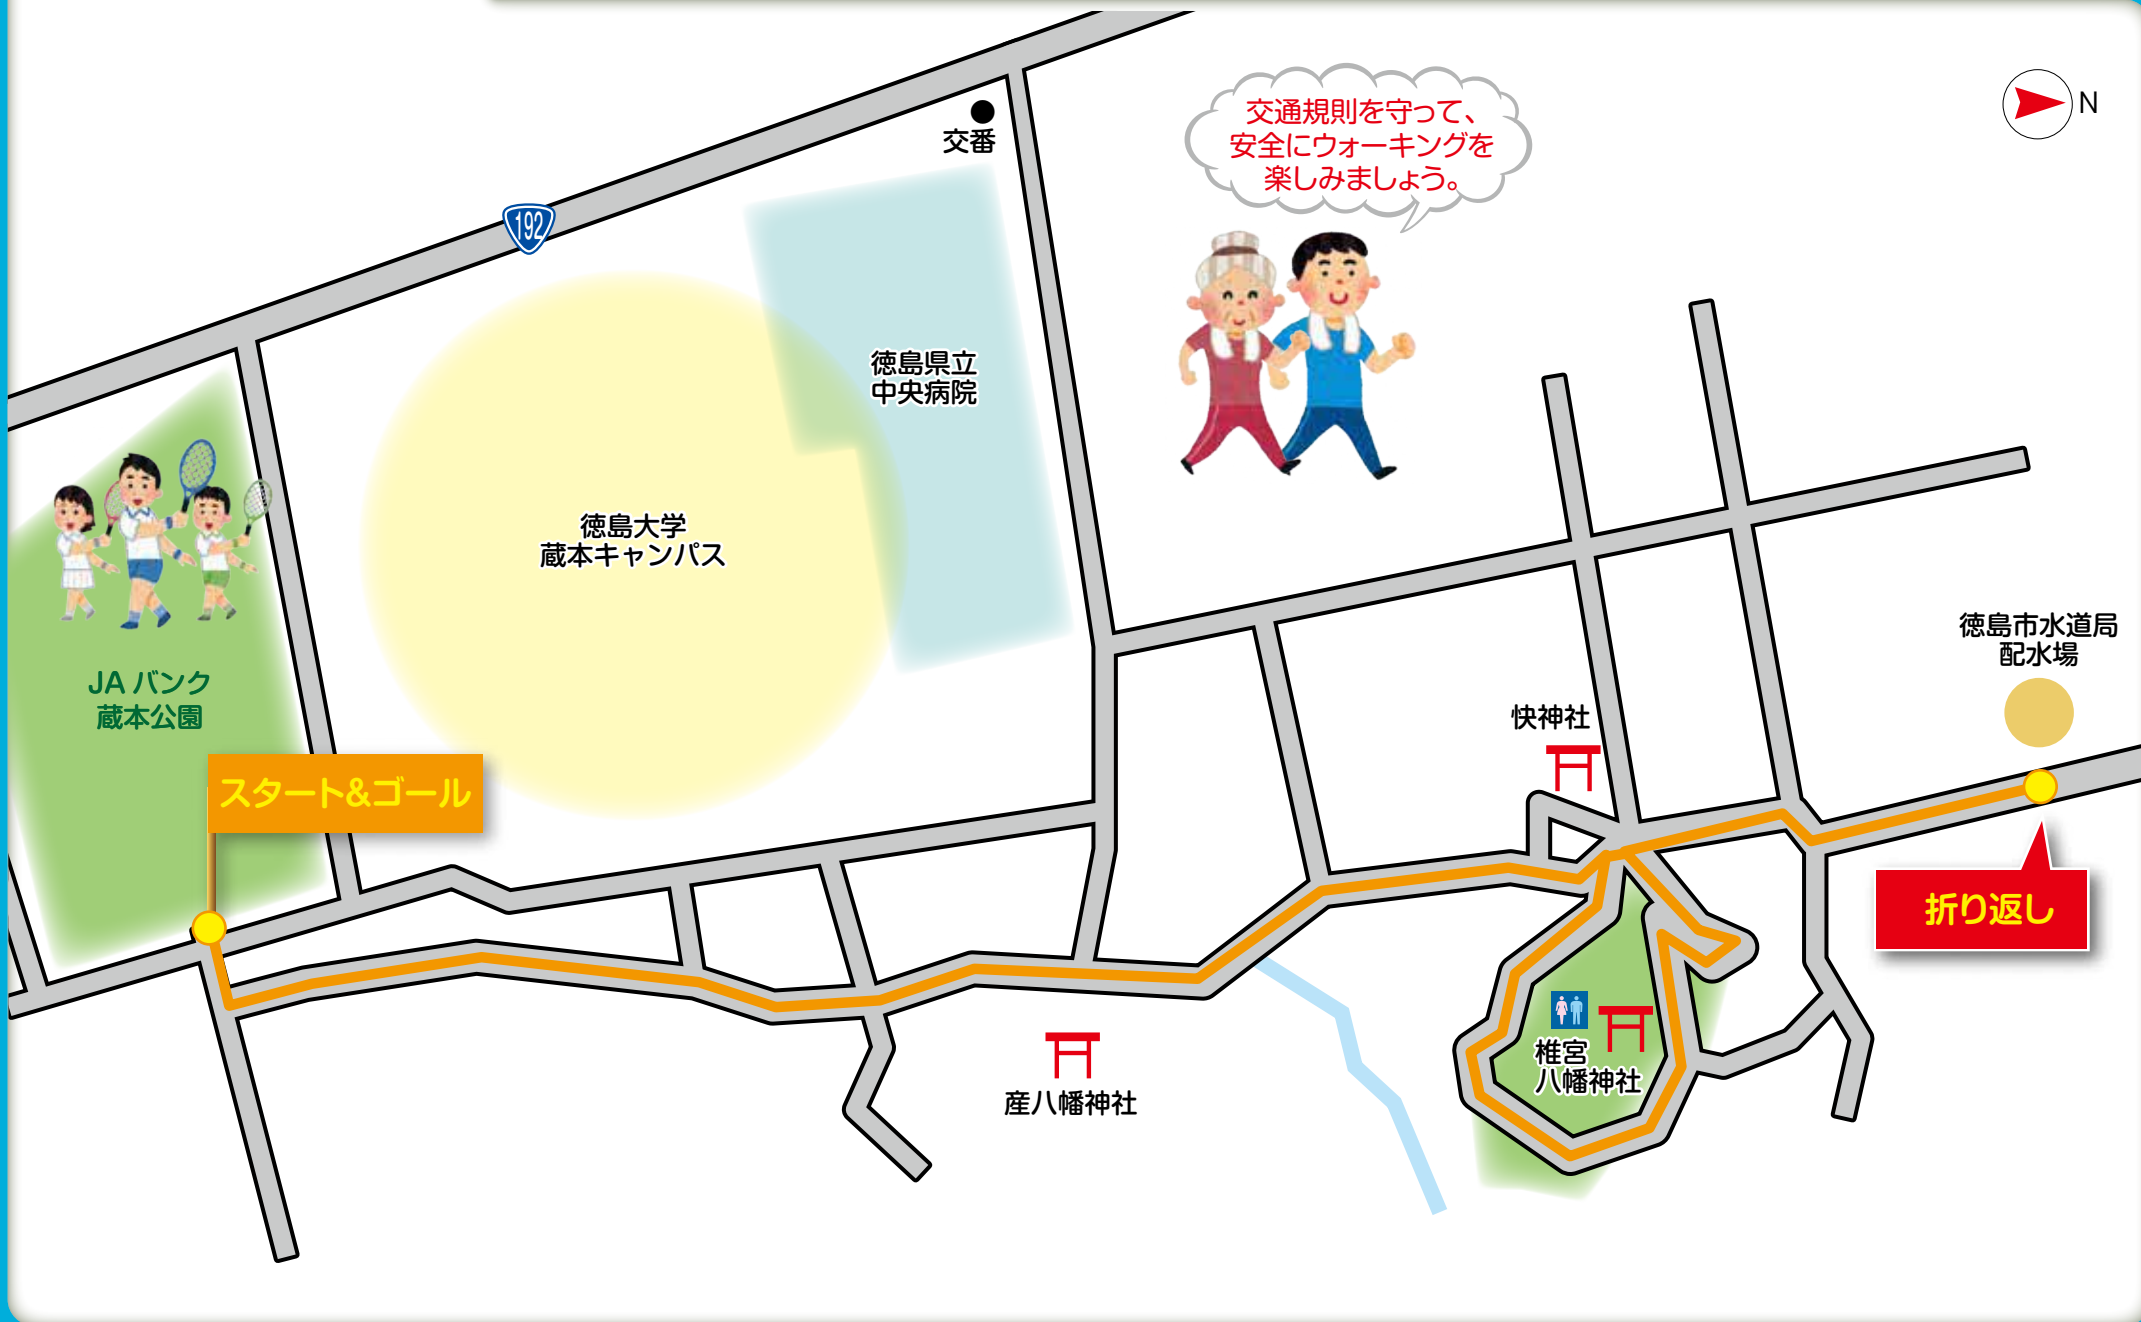 交通規則を守って、
安全にウォーキングを
楽しみましょう。
N
交番
192
徳島県立
中央病院
徳島大学
蔵本キャンパス
JA バンク
蔵本公園
スタート&ゴール
徳島市水道局
配水場
快神社
折り返し
椎宮
八幡神社
産八幡神社